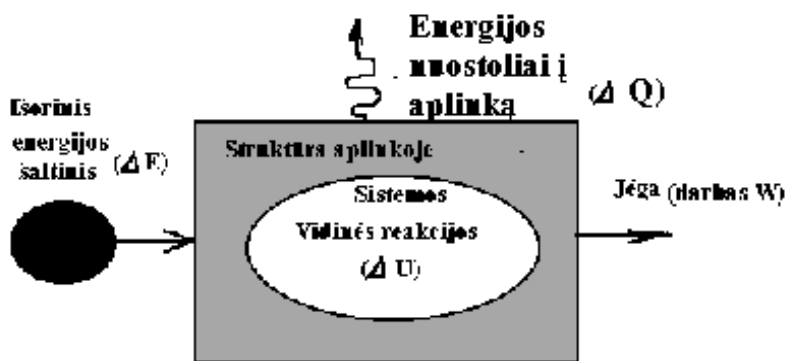 Energijos
nuostoliai į
aplinką (Δ Q)
Išorinis
energijos
šaltinis (Δ E)
Struktūra aplinkoje
Sistemos
Vidinės reakcijos
(Δ U)
Jėga (darbas W)